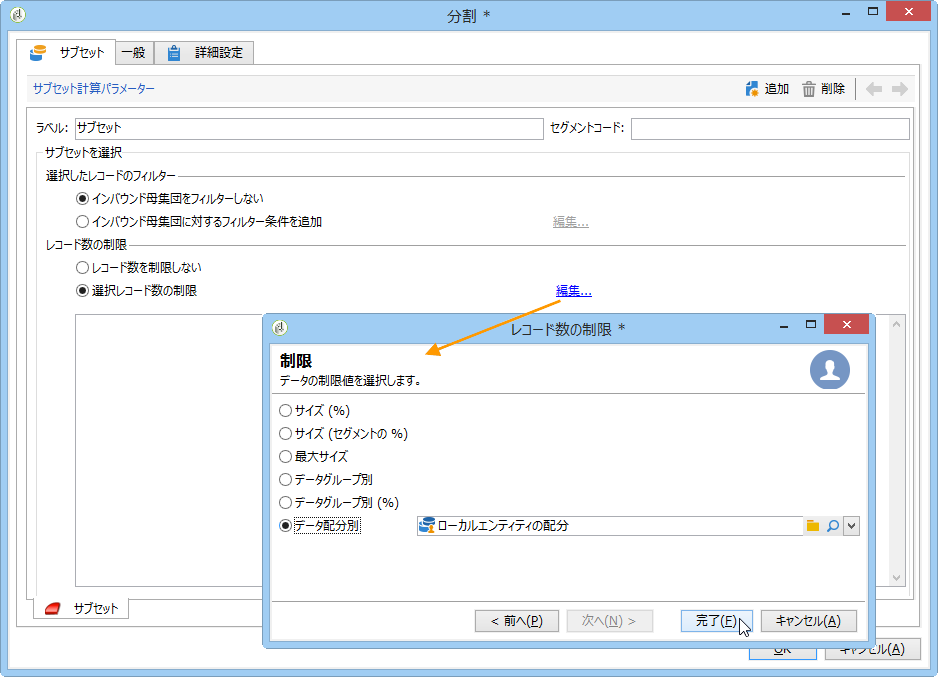 分割 *
サブセット
一般
詳細設定
サブセット計算パラメーター
追加
削除
ラベル:
サブセット
セグメントコード:
サブセットを選択
選択したレコードのフィルター
インバウンド母集団をフィルターしない
インバウンド母集団に対するフィルター条件を追加
編集...
レコード数の制限
レコード数を制限しない
選択レコード数の制限
編集...
レコード数の制限 *
制限
データの制限値を選択します。
サイズ (%)
サイズ (セグメントの %)
最大サイズ
データグループ別
データグループ別 (%)
データ配分別
ローカルエンティティの配分
< 前へ(P)
次へ(N) >
完了(F)
キャンセル(A)
サブセット
OK
キャンセル(A)